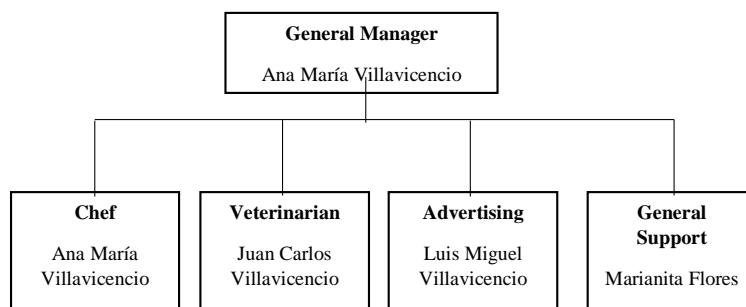 General Manager
Ana María Villavicencio
Chef
Ana María
Villavicencio
Veterinarian
Juan Carlos
Villavicencio
Advertising
Luis Miguel
Villavicencio
General
Support
Marianita Flores